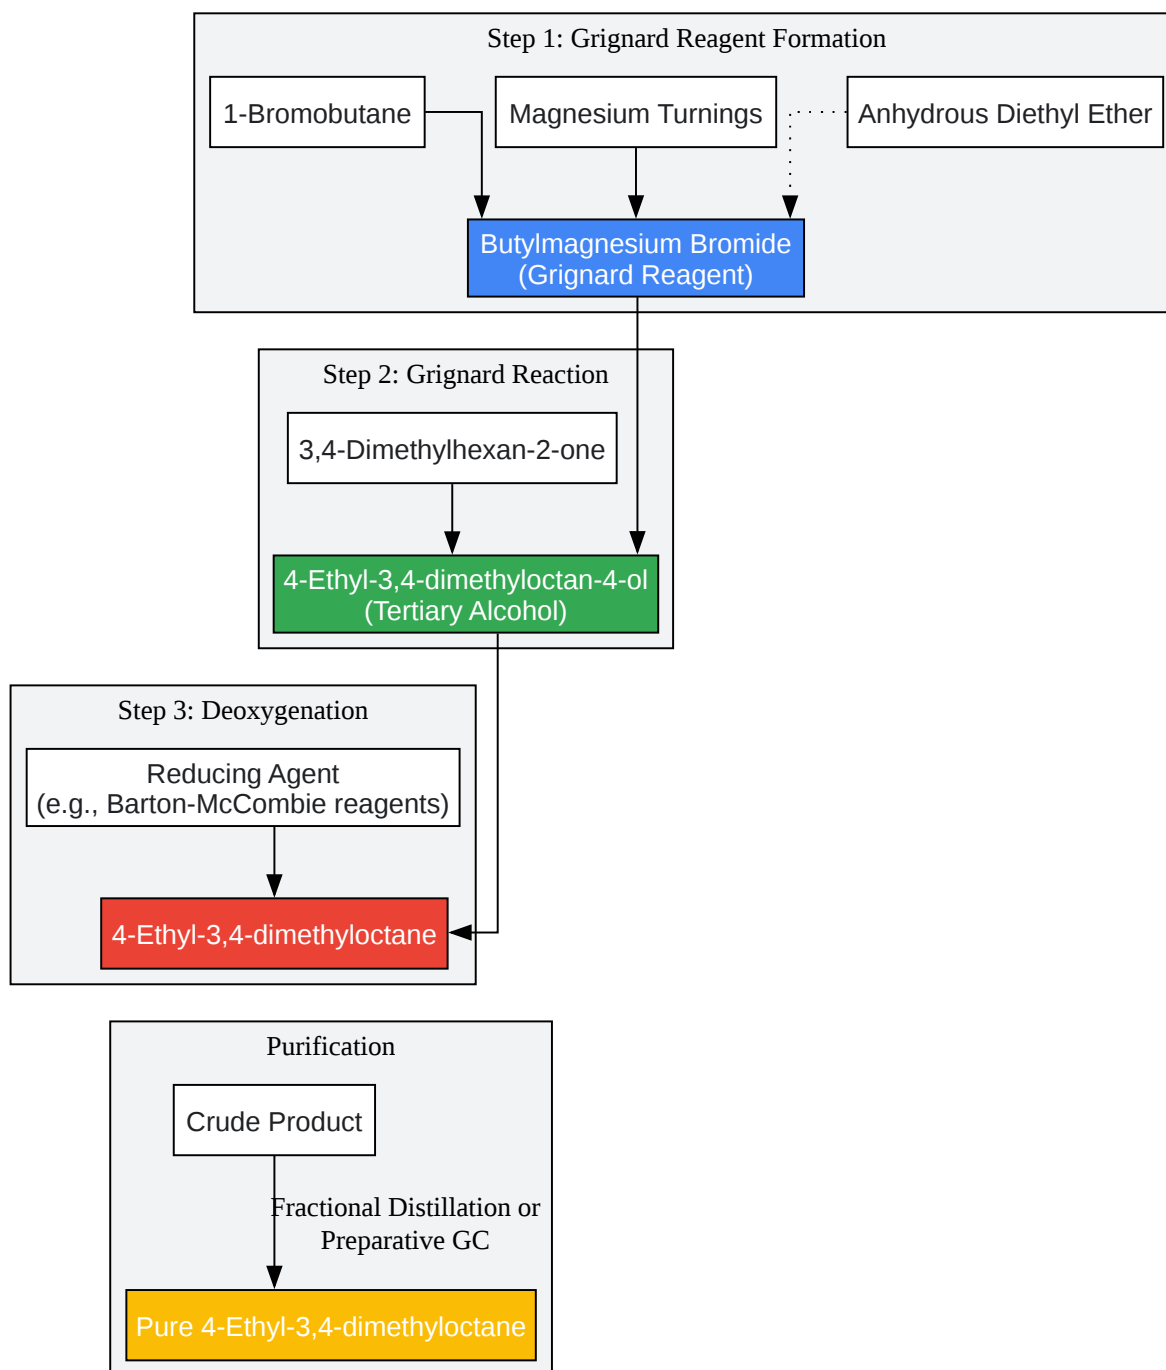 Step 1: Grignard Reagent Formation
1-Bromobutane
Magnesium Turnings
Anhydrous Diethyl Ether
Butylmagnesium Bromide
(Grignard Reagent)
Step 2: Grignard Reaction
3,4-Dimethylhexan-2-one
4-Ethyl-3,4-dimethyloctan-4-ol
(Tertiary Alcohol)
Step 3: Deoxygenation
Reducing Agent
(e.g., Barton-McCombie reagents)
4-Ethyl-3,4-dimethyloctane
Purification
Crude Product
Fractional Distillation or
Preparative GC
Pure 4-Ethyl-3,4-dimethyloctane